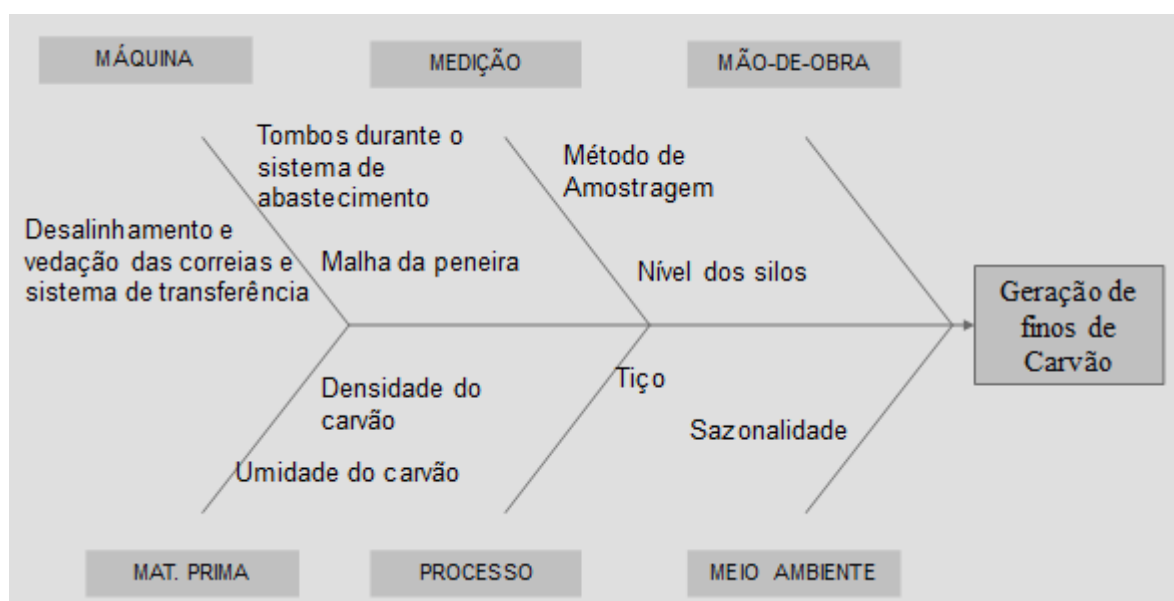 MÁQUINA
MEDIÇÃO
MÃO-DE-OBRA
Tombos durante o
sistema de
abastecimento
Método de
Amostragem
Desalinhamento e
vedação das correias e
sistema de transferência
Malha da peneira
Nível dos silos
Geração de
finos de
Carvão
Densidade do
carvão
Tiço
Sazonalidade
Umidade do carvão
MAT. PRIMA
PROCESSO
MEIO AMBIENTE